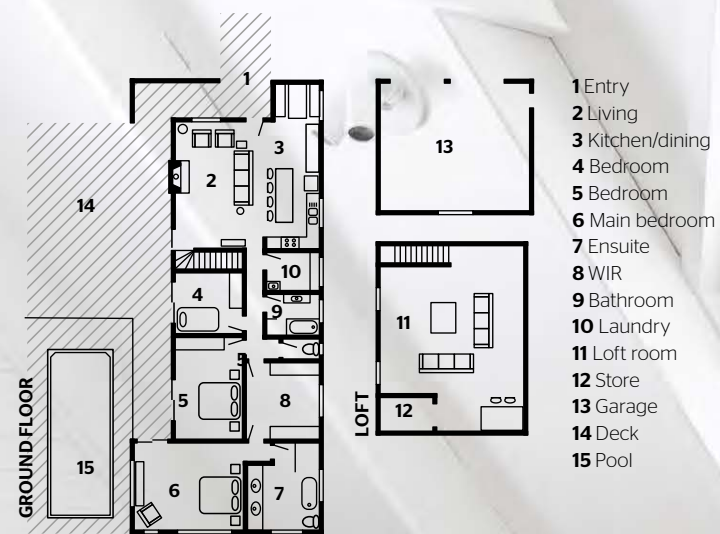 1
13
2
3
14
10
4
9
11
5
8
12
15
6
7
GROUND FLOOR
LOFT
1 Entry
2 Living
3 Kitchen/dining
4 Bedroom
5 Bedroom
6 Main bedroom
7 Ensuite
8 WIR
9 Bathroom
10 Laundry
11 Loft room
12 Store
13 Garage
14 Deck
15 Pool